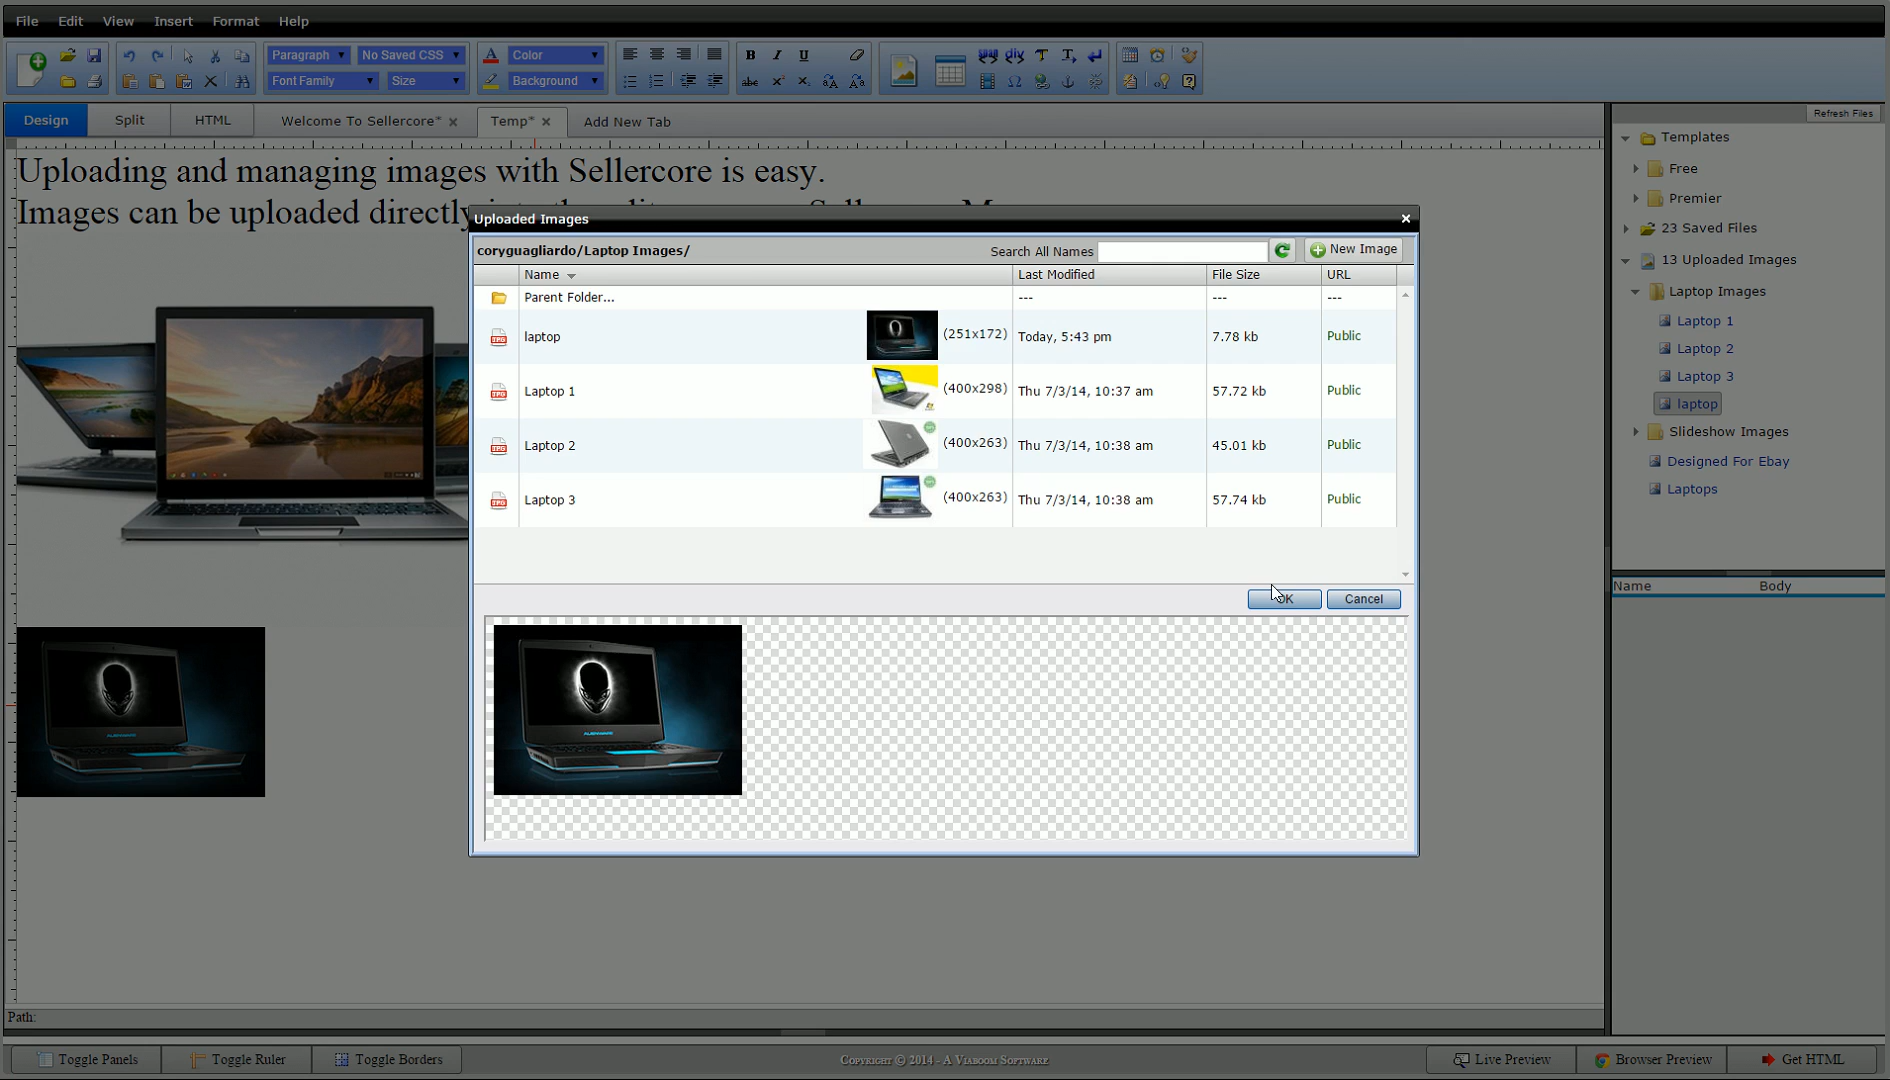 File Edit View Insert Format Help
Paragraph No Saved CSS Color
Font Family Size Background
Design Split HTML Welcome To Sellercore* Temp* Add New Tab
Refresh Files
Uploading and managing images with Sellercore is easy.
Images can be uploaded directly
Uploaded Images
coryguagliardo/Laptop Images/ Search All Names New Image
Name Last Modified File Size URL
Parent Folder... --- --- ---
laptop (251x172) Today, 5:43 pm 7.78 kb Public
Laptop 1 (400x298) Thu 7/3/14, 10:37 am 57.72 kb Public
Laptop 2 (400x263) Thu 7/3/14, 10:38 am 45.01 kb Public
Laptop 3 (400x263) Thu 7/3/14, 10:38 am 57.74 kb Public
OK Cancel
ALIENWARE
ALIENWARE
Templates
Free
Premier
23 Saved Files
13 Uploaded Images
Laptop Images
Laptop 1
Laptop 2
Laptop 3
laptop
Slideshow Images
Designed For Ebay
Laptops
Name Body
Path:
Toggle Panels Toggle Ruler Toggle Borders Copyright © 2014 - A Viaboom Software Live Preview Browser Preview Get HTML